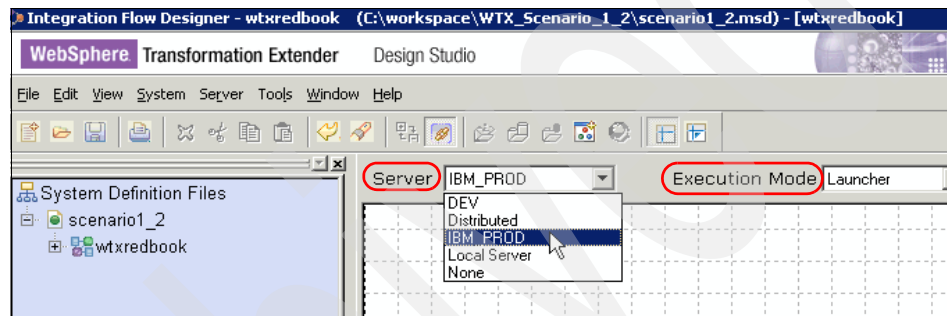 Integration Flow Designer - wtxredbook (C:\workspace\WTX_Scenario_1_2\scenario1_2.msd) - [wtxredbook]
WebSphere. Transformation Extender Design Studio
File Edit View System Server Tools Window Help
Server IBM_PROD Execution Mode Launcher
System Definition Files
scenario1_2
wtxredbook
DEV
Distributed
IBM_PROD
Local Server
None